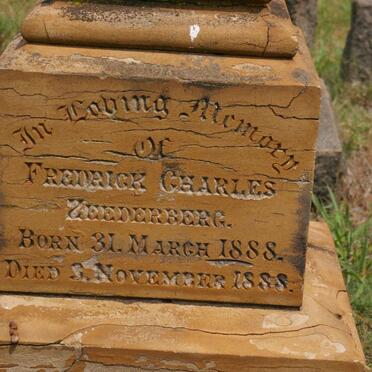 In Loving Memory
Of
FREDRICK CHARLES
ZEEDERBERG.
BORN 31. MARCH 1888.
DIED 3. NOVEMBER 1888.